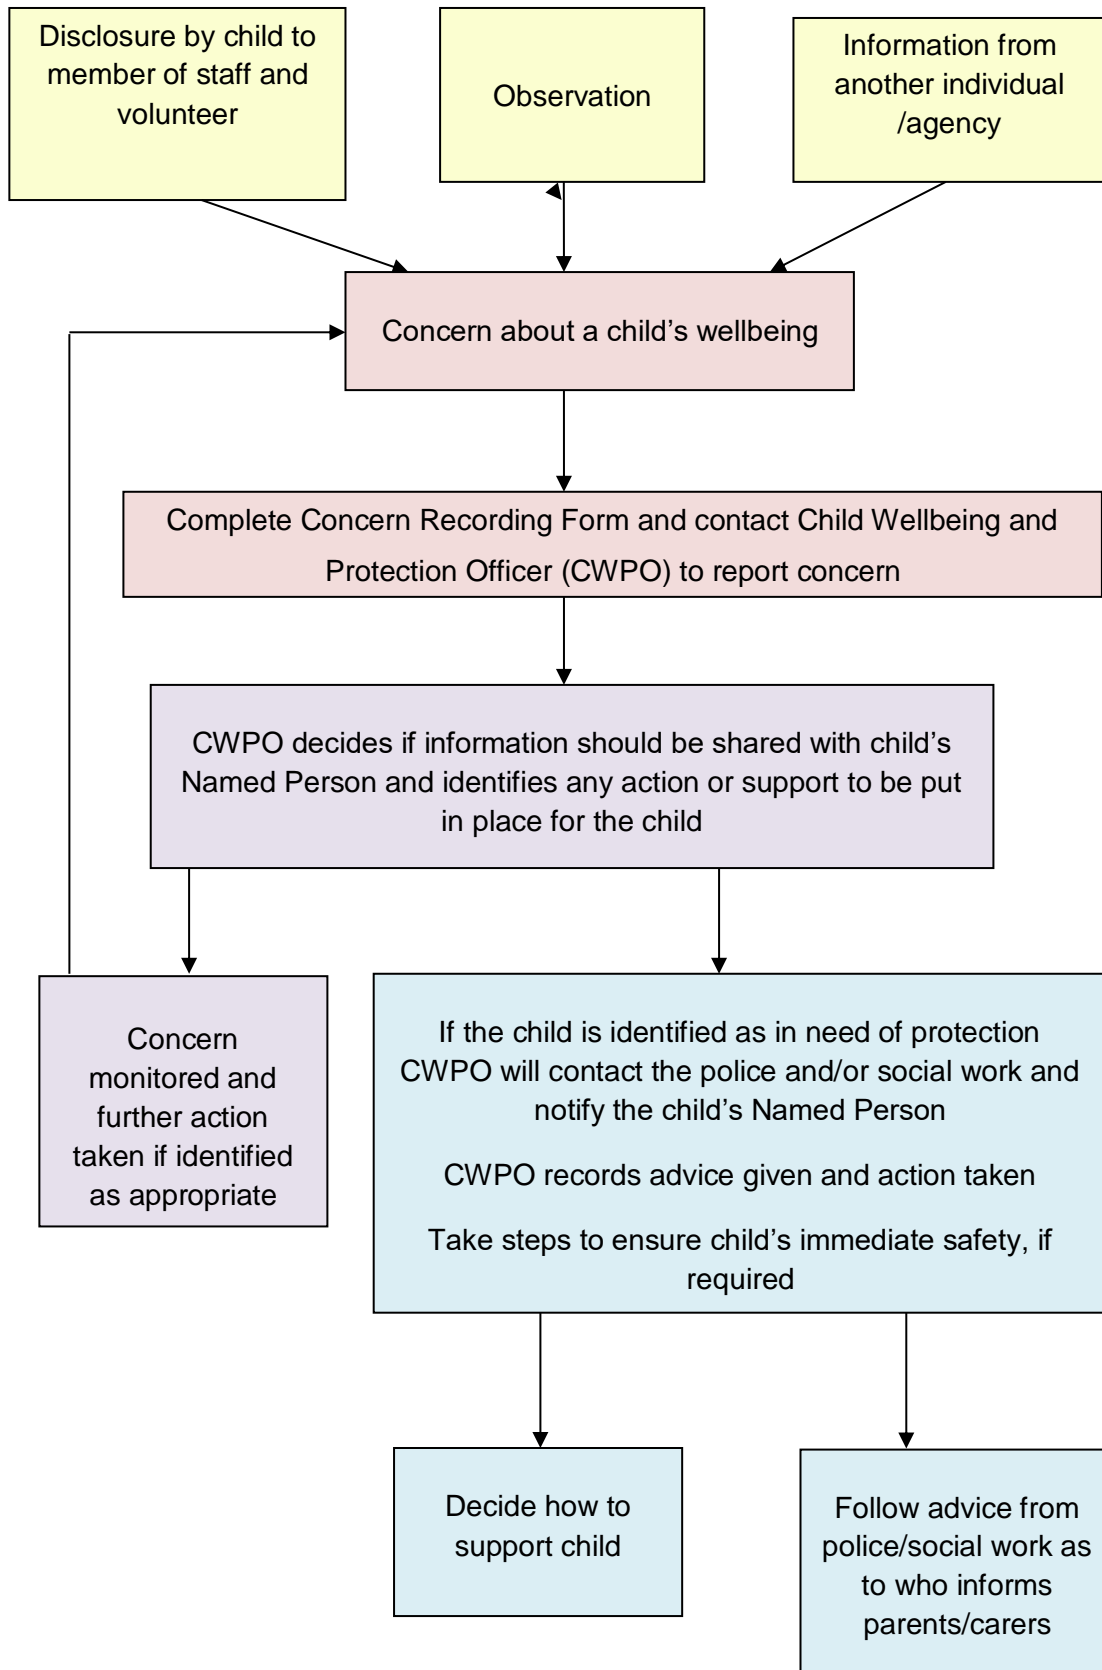 Disclosure by child to
member of staff and
volunteer
Observation
Information from
another individual
/agency
Concern about a child’s wellbeing
Complete Concern Recording Form and contact Child Wellbeing and
Protection Officer (CWPO) to report concern
CWPO decides if information should be shared with child’s
Named Person and identifies any action or support to be put
in place for the child
Concern
monitored and
further action
taken if identified
as appropriate
If the child is identified as in need of protection
CWPO will contact the police and/or social work and
notify the child’s Named Person
CWPO records advice given and action taken
Take steps to ensure child’s immediate safety, if
required
Decide how to
support child
Follow advice from
police/social work as
to who informs
parents/carers